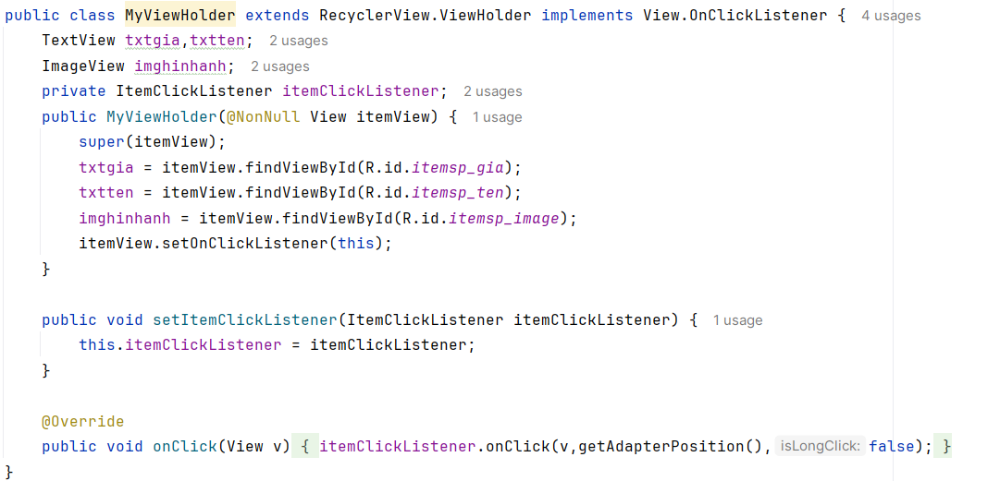 public class MyViewHolder extends RecyclerView.ViewHolder implements View.OnClickListener { 4 usages
    TextView txtgia,txtten; 2 usages
    ImageView imghinhanh; 2 usages
    private ItemClickListener itemClickListener; 2 usages
    public MyViewHolder(@NonNull View itemView) { 1 usage
        super(itemView);
        txtgia = itemView.findViewById(R.id.itemsp_gia);
        txtten = itemView.findViewById(R.id.itemsp_ten);
        imghinhanh = itemView.findViewById(R.id.itemsp_image);
        itemView.setOnClickListener(this);
    }

    public void setItemClickListener(ItemClickListener itemClickListener) { 1 usage
        this.itemClickListener = itemClickListener;
    }

    @Override
    public void onClick(View v) { itemClickListener.onClick(v,getAdapterPosition(), isLongClick: false); }
}